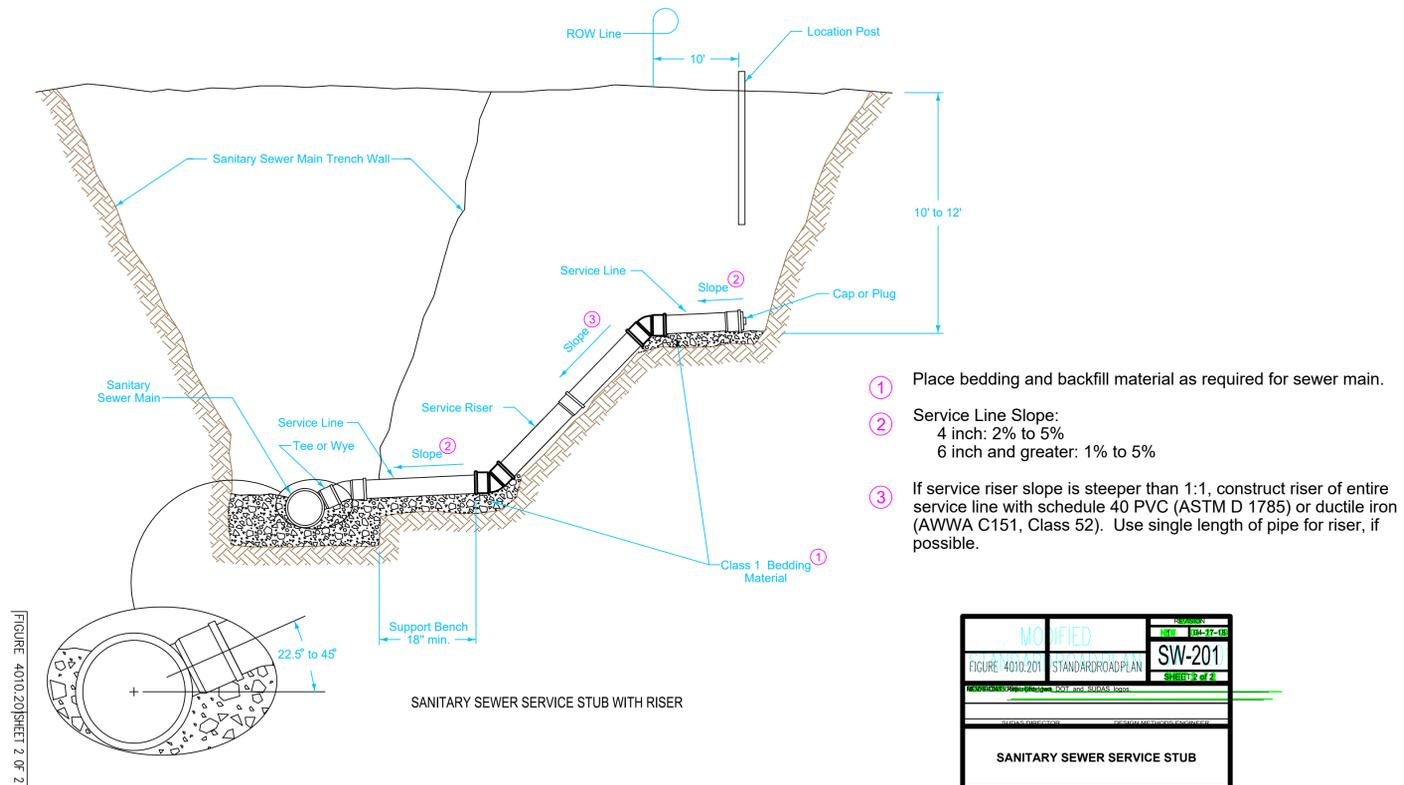 ROW Line
Location Post
10'
Sanitary Sewer Main Trench Wall
10' to 12'
Service Line
Slope 2
Cap or Plug
Slope 3
Sanitary
Sewer Main
Service Riser
Service Line
Tee or Wye
Slope 2
1 Place bedding and backfill material as required for sewer main.
2 Service Line Slope:
4 inch: 2% to 5%
6 inch and greater: 1% to 5%
3 If service riser slope is steeper than 1:1, construct riser of entire
service line with schedule 40 PVC (ASTM D 1785) or ductile iron
(AWWA C151, Class 52). Use single length of pipe for riser, if
possible.
Class 1 Bedding 1
Material
Support Bench
18" min.
22.5° to 45°
SANITARY SEWER SERVICE STUB WITH RISER
FIGURE 4010.201
SHEET 2 OF 2
MODIFIED
FIGURE 4010.201
STANDARD ROAD PLAN
REVISION
SW-201
SHEET 2 of 2
DOT and SUDAS logos.
SUDAS DIRECTOR
DESIGN METHODS ENGINEER
SANITARY SEWER SERVICE STUB